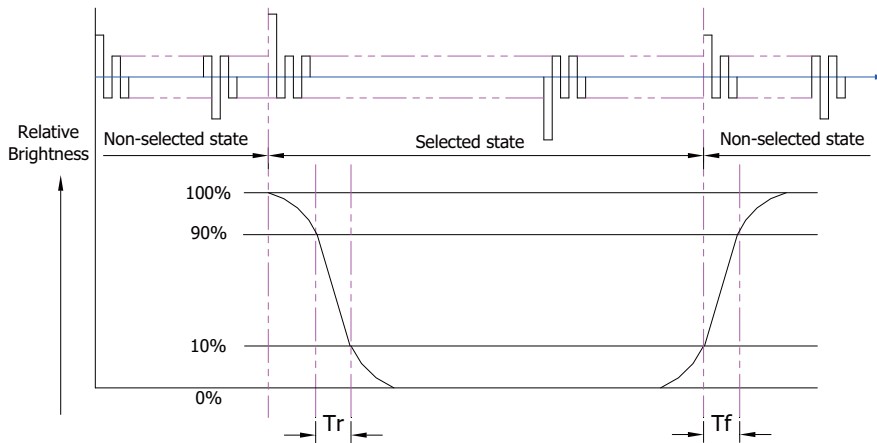 Relative
Brightness
Non-selected state
Selected state
Non-selected state
100%
90%
10%
0%
Tr
Tf